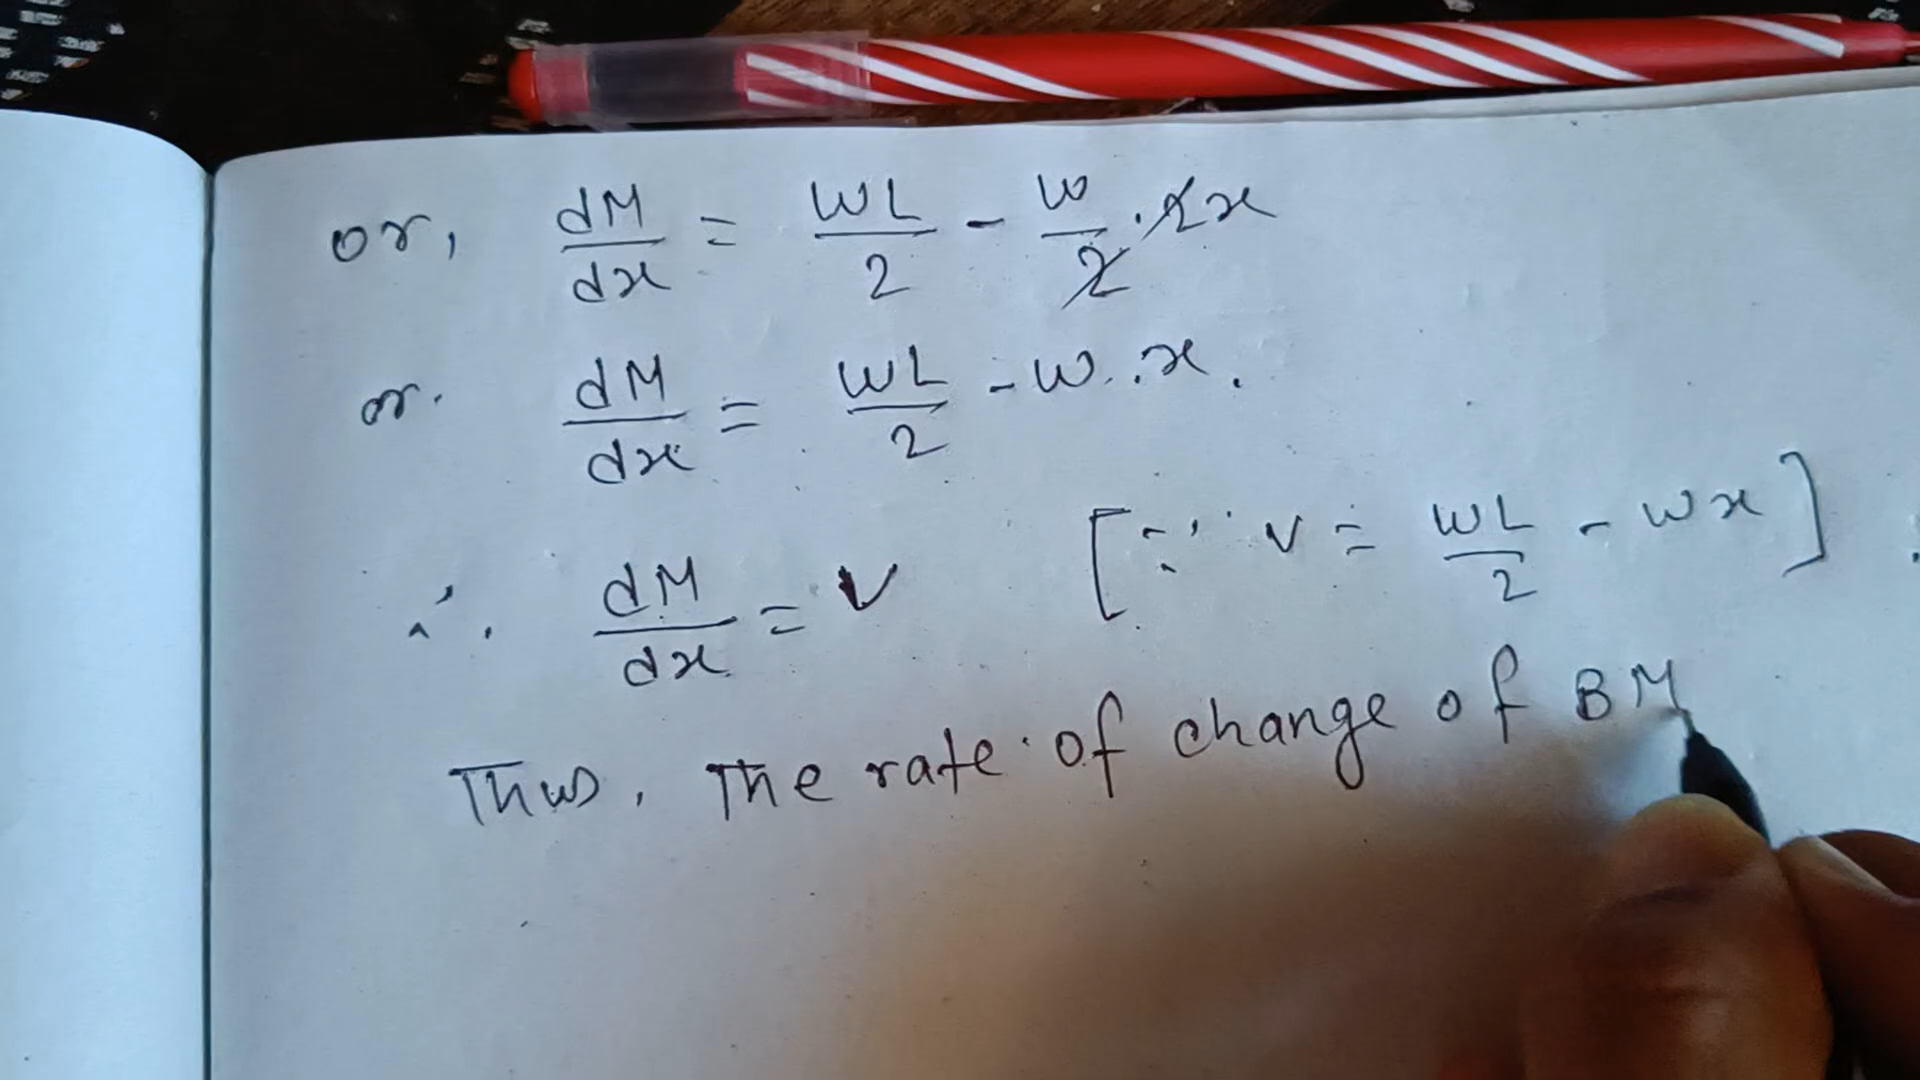 or, dM/dx = WL/2 - w/2 . 2x
or. dM/dx = WL/2 - w . x .
∴ dM/dx = V [∵ V = WL/2 - wx]
Thus, The rate of change of BM